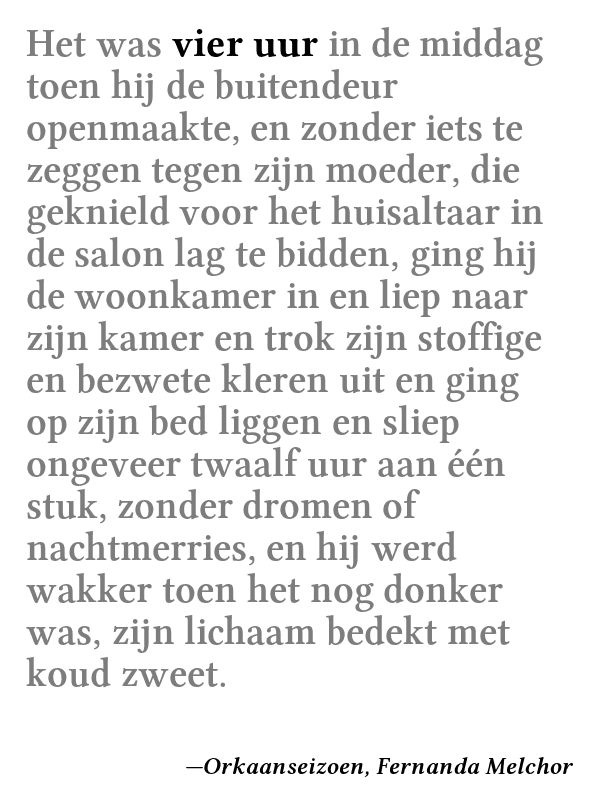 Het was vier uur in de middag
toen hij de buitendeur
openmaakte, en zonder iets te
zeggen tegen zijn moeder, die
geknield voor het huisaltaar in
de salon lag te bidden, ging hij
de woonkamer in en liep naar
zijn kamer en trok zijn stoffige
en bezwete kleren uit en ging
op zijn bed liggen en sliep
ongeveer twaalf uur aan één
stuk, zonder dromen of
nachtmerries, en hij werd
wakker toen het nog donker
was, zijn lichaam bedekt met
koud zweet.
—Orkaanseizoen, Fernanda Melchor